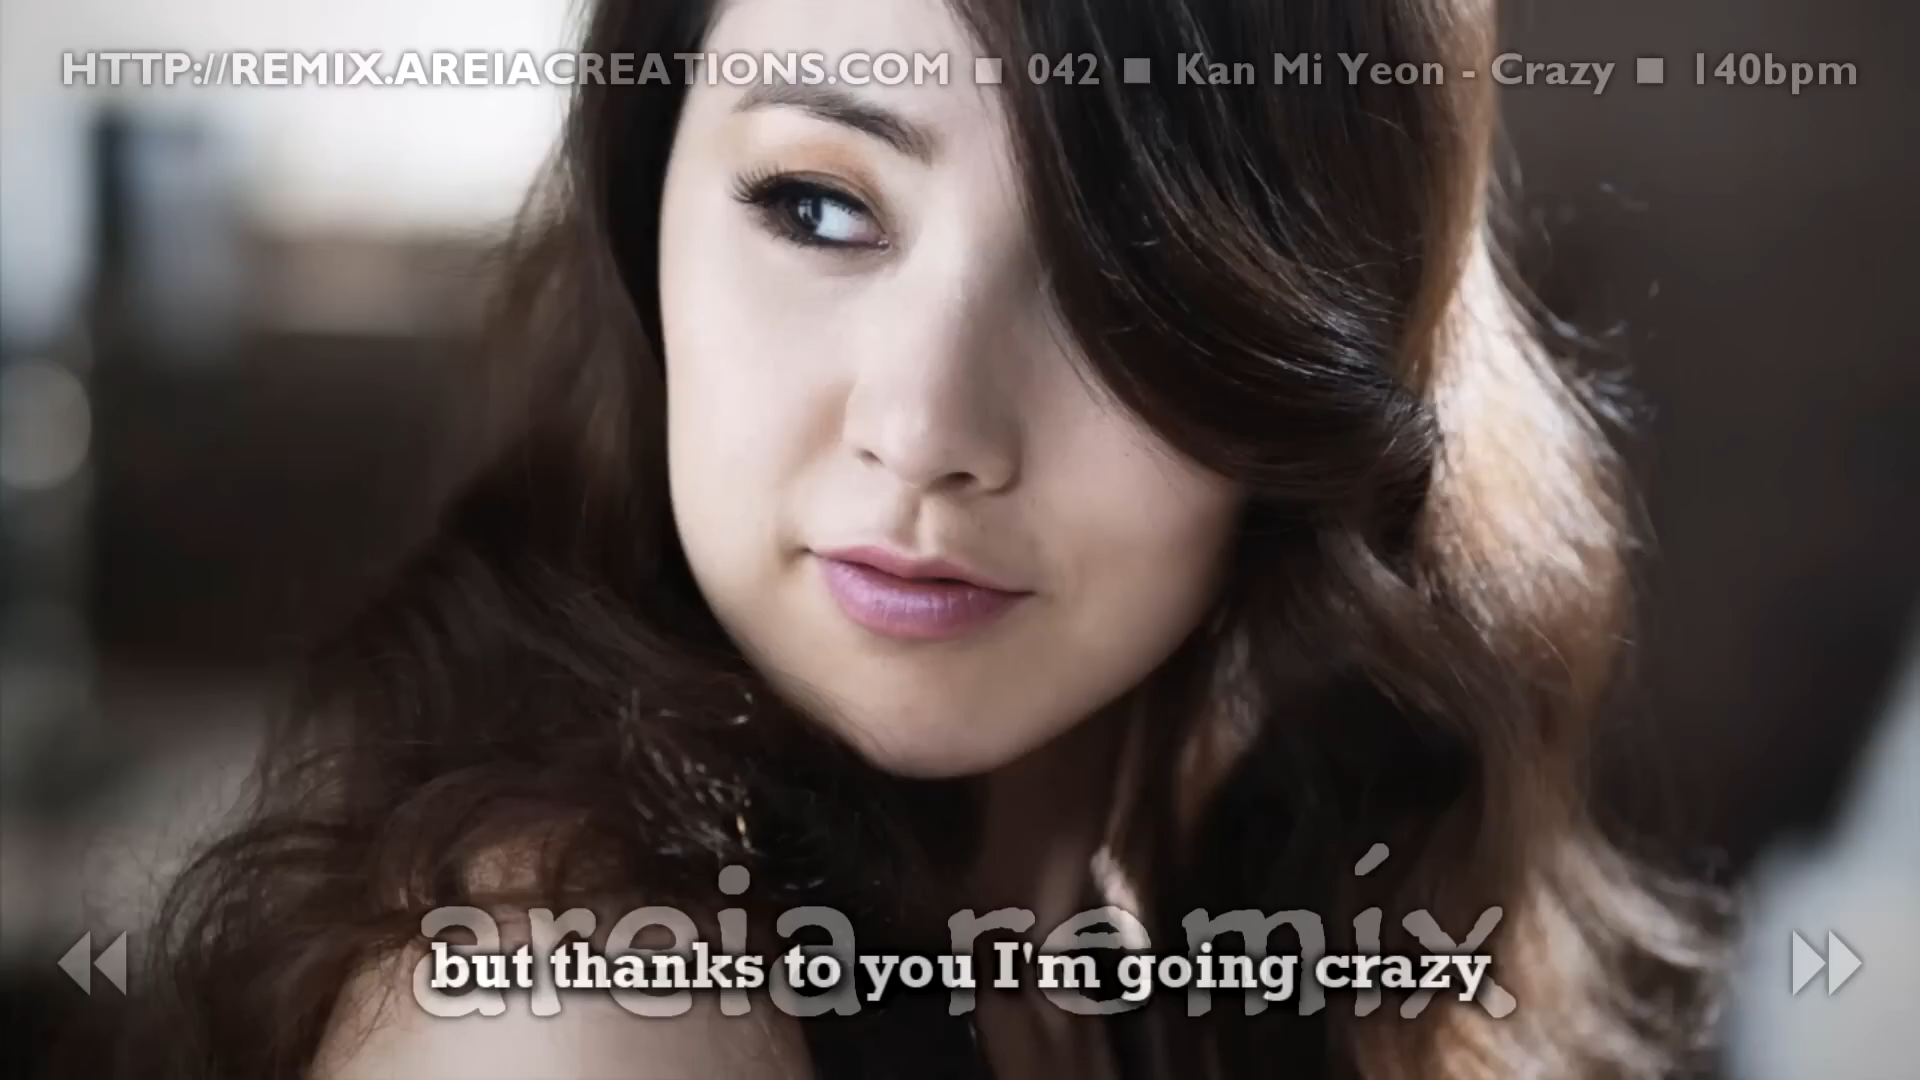 HTTP://REMIX.AREIACREATIONS.COM ■ 042 ■ Kan Mi Yeon - Crazy ■ 140bpm
areia remíx
but thanks to you I'm going crazy